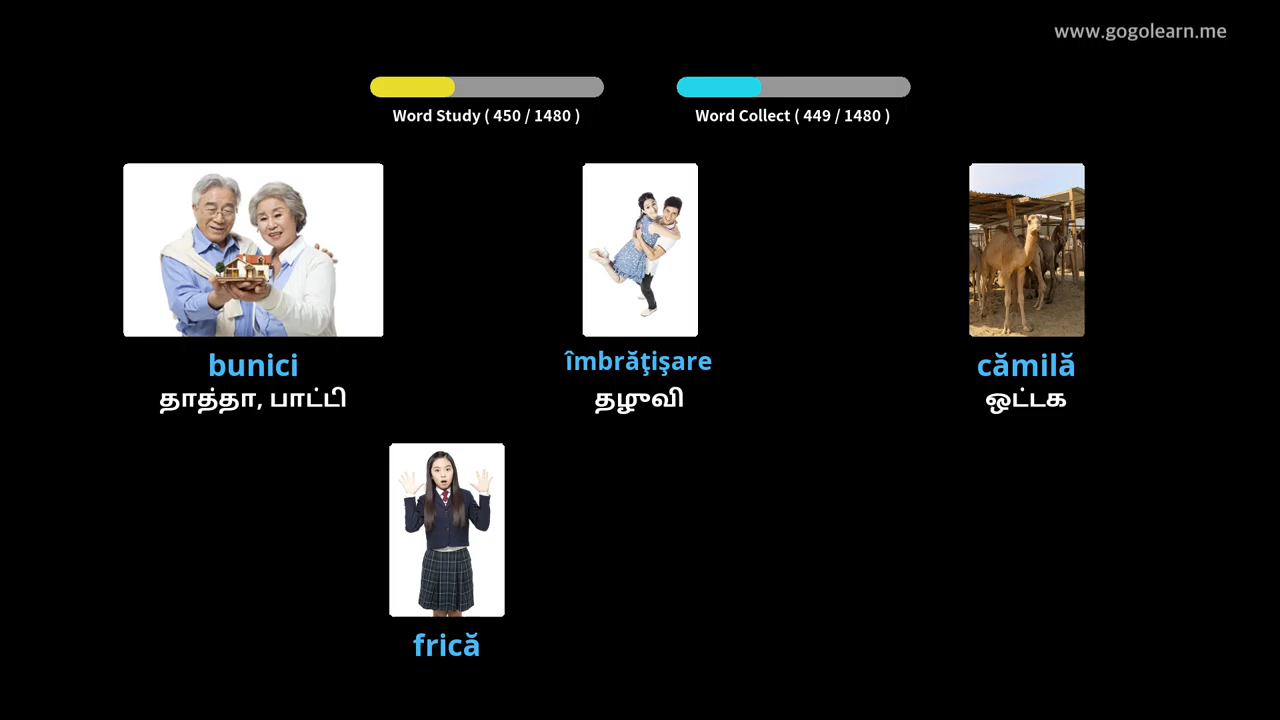 www.gogolearn.me
Word Study ( 450 / 1480 )
Word Collect ( 449 / 1480 )
bunici
தாத்தா, பாட்டி
îmbrăţişare
தழுவி
cămilă
ஒட்டக
frică